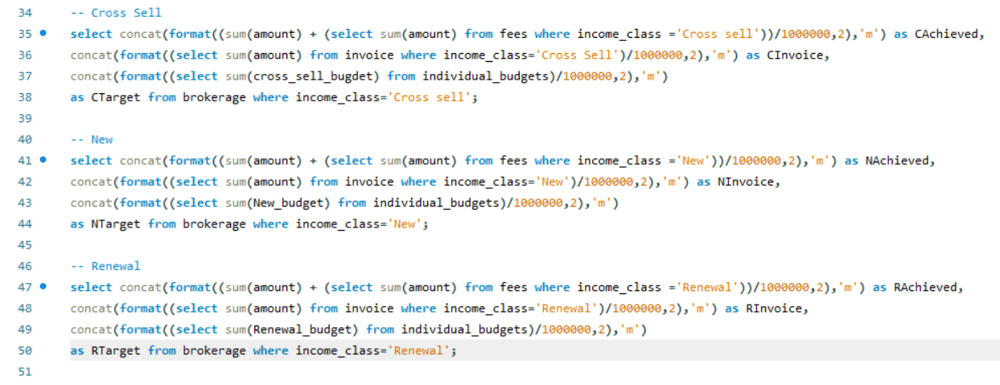 34 -- Cross Sell
35 select concat(format((sum(amount) + (select sum(amount) from fees where income_class ='Cross sell'))/1000000,2),'m') as CAchieved,
36 concat(format((select sum(amount) from invoice where income_class='Cross Sell')/1000000,2),'m') as CInvoice,
37 concat(format((select sum(cross_sell_bugdet) from individual_budgets)/1000000,2),'m')
38 as CTarget from brokerage where income_class='Cross sell';
39
40 -- New
41 select concat(format((sum(amount) + (select sum(amount) from fees where income_class ='New'))/1000000,2),'m') as NAchieved,
42 concat(format((select sum(amount) from invoice where income_class='New')/1000000,2),'m') as NInvoice,
43 concat(format((select sum(New_budget) from individual_budgets)/1000000,2),'m')
44 as NTarget from brokerage where income_class='New';
45
46 -- Renewal
47 select concat(format((sum(amount) + (select sum(amount) from fees where income_class ='Renewal'))/1000000,2),'m') as RAchieved,
48 concat(format((select sum(amount) from invoice where income_class='Renewal')/1000000,2),'m') as RInvoice,
49 concat(format((select sum(Renewal_budget) from individual_budgets)/1000000,2),'m')
50 as RTarget from brokerage where income_class='Renewal';
51